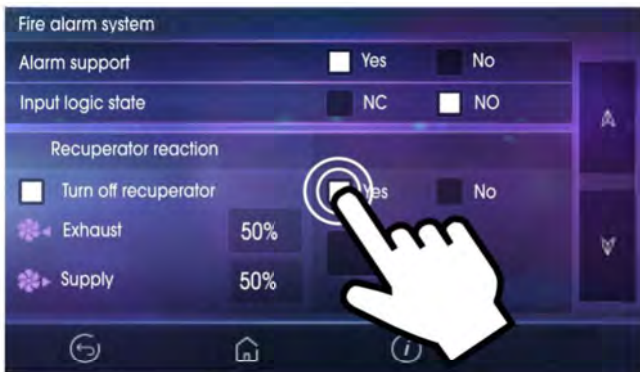 Fire alarm system
Alarm support Yes No
Input logic state NC NO
Recuperator reaction
Turn off recuperator Yes No
Exhaust 50%
Supply 50%
i